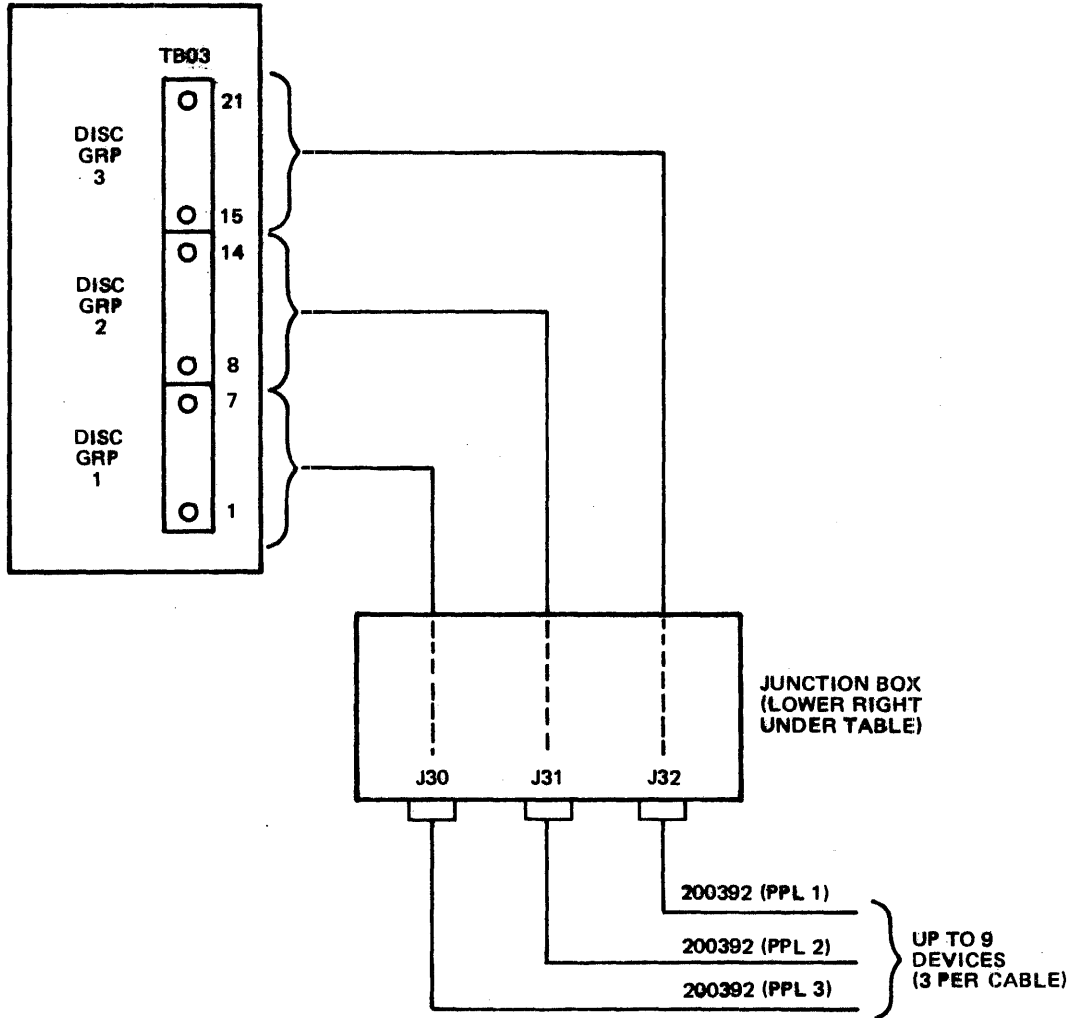 TB03
21
DISC
GRP
3
15
14
DISC
GRP
2
8
7
DISC
GRP
1
1
JUNCTION BOX
(LOWER RIGHT
UNDER TABLE)
J30 J31 J32
200392 (PPL 1)
200392 (PPL 2)
200392 (PPL 3)
UP TO 9
DEVICES
(3 PER CABLE)